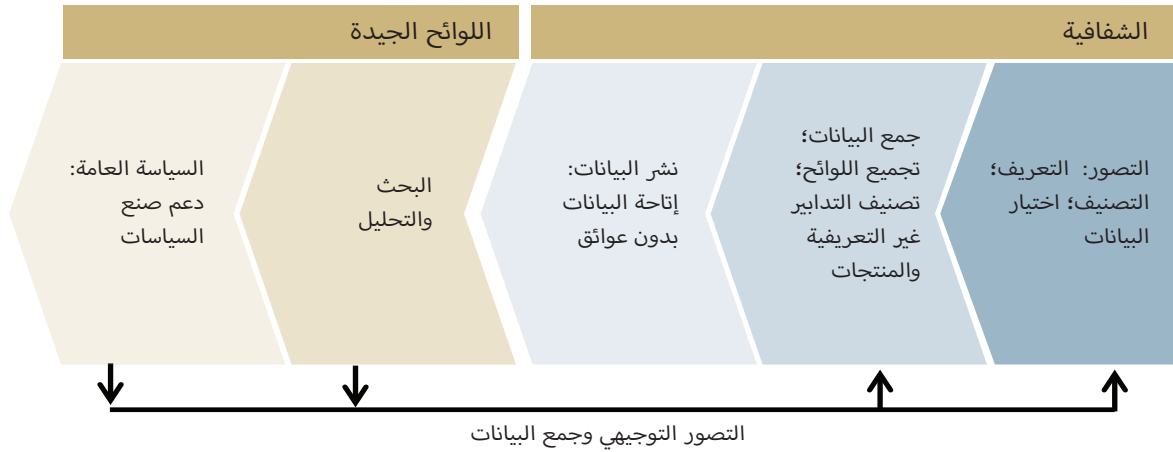 الشفافية
اللوائح الجيدة
التصور: التعريف؛
التصنيف؛ اختيار
البيانات
جمع البيانات؛
تجميع اللوائح؛
تصنيف التدابير
غير التعريفية
والمنتجات
نشر البيانات:
إتاحة البيانات
بدون عوائق
البحث
والتحليل
السياسة العامة:
دعم صنع
السياسات
التصور التوجيهي وجمع البيانات